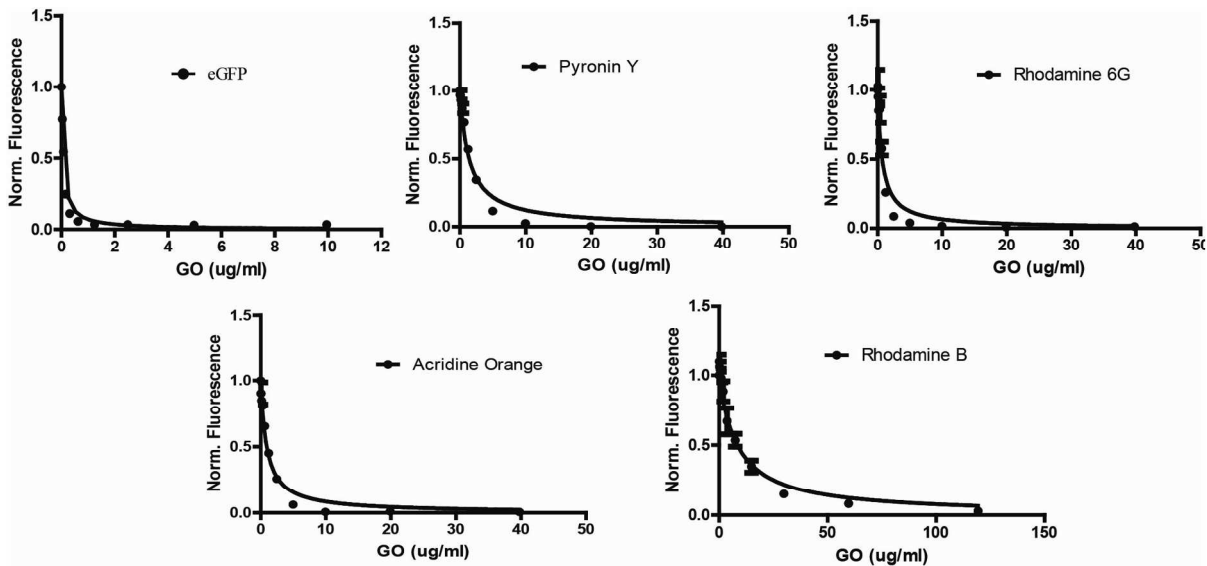 1.5
1.0
0.5
0.0
Norm. Fluorescence
eGFP
0 2 4 6 8 10 12
GO (ug/ml)
1.5
1.0
0.5
0.0
Norm. Fluorescence
Pyronin Y
0 10 20 30 40 50
GO (ug/ml)
1.5
1.0
0.5
0.0
Norm. Fluorescence
Rhodamine 6G
0 10 20 30 40 50
GO (ug/ml)
1.5
1.0
0.5
0.0
Norm. Fluorescence
Acridine Orange
0 10 20 30 40 50
GO (ug/ml)
1.5
1.0
0.5
0.0
Norm. Fluorescence
Rhodamine B
0 50 100 150
GO (ug/ml)